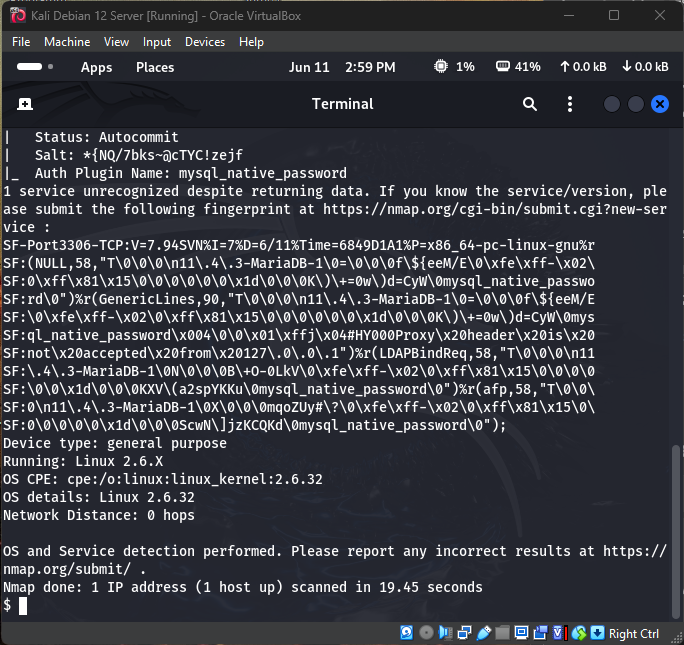 Kali Debian 12 Server [Running] - Oracle VirtualBox
File Machine View Input Devices Help
Apps Places Jun 11 2:59 PM 1% 41% ↑0.0 kB ↓0.0 kB
Terminal
|   Status: Autocommit
|   Salt: *{NQ/7bks~@cTYC!zejf
|_  Auth Plugin Name: mysql_native_password
1 service unrecognized despite returning data. If you know the service/version, ple
ase submit the following fingerprint at https://nmap.org/cgi-bin/submit.cgi?new-ser
vice :
SF-Port3306-TCP:V=7.94SVN%I=7%D=6/11%Time=6849D1A1%P=x86_64-pc-linux-gnu%r
SF:(NULL,58,"T\0\0\0\n11\.4\.3-MariaDB-1\0=\0\0\0f\${eeM/E\0\xfe\xff-\x02\
SF:0\xff\x81\x15\0\0\0\0\0\0\x1d\0\0\0K\)\+=0w\)d=CyW\0mysql_native_passwo
SF:rd\0")%r(GenericLines,90,"T\0\0\0\n11\.4\.3-MariaDB-1\0=\0\0\0f\${eeM/E
SF:\0\xfe\xff-\x02\0\xff\x81\x15\0\0\0\0\0\0\x1d\0\0\0K\)\+=0w\)d=CyW\0mys
SF:ql_native_password\x004\0\0\x01\xffj\x04#HY000Proxy\x20header\x20is\x20
SF:not\x20accepted\x20from\x20127\.0\.0\.1")%r(LDAPBindReq,58,"T\0\0\0\n11
SF:\.4\.3-MariaDB-1\0N\0\0\0B\+O-0LkV\0\xfe\xff-\x02\0\xff\x81\x15\0\0\0\0
SF:\0\0\x1d\0\0\0KXV\(a2spYKKu\0mysql_native_password\0")%r(afp,58,"T\0\0\
SF:0\n11\.4\.3-MariaDB-1\0X\0\0\0mqoZUy#\?\0\xfe\xff-\x02\0\xff\x81\x15\0\
SF:0\0\0\0\0\x1d\0\0\0ScwN\]jzKCQKd\0mysql_native_password\0");
Device type: general purpose
Running: Linux 2.6.X
OS CPE: cpe:/o:linux:linux_kernel:2.6.32
OS details: Linux 2.6.32
Network Distance: 0 hops
OS and Service detection performed. Please report any incorrect results at https://
nmap.org/submit/ .
Nmap done: 1 IP address (1 host up) scanned in 19.45 seconds
$
Right Ctrl